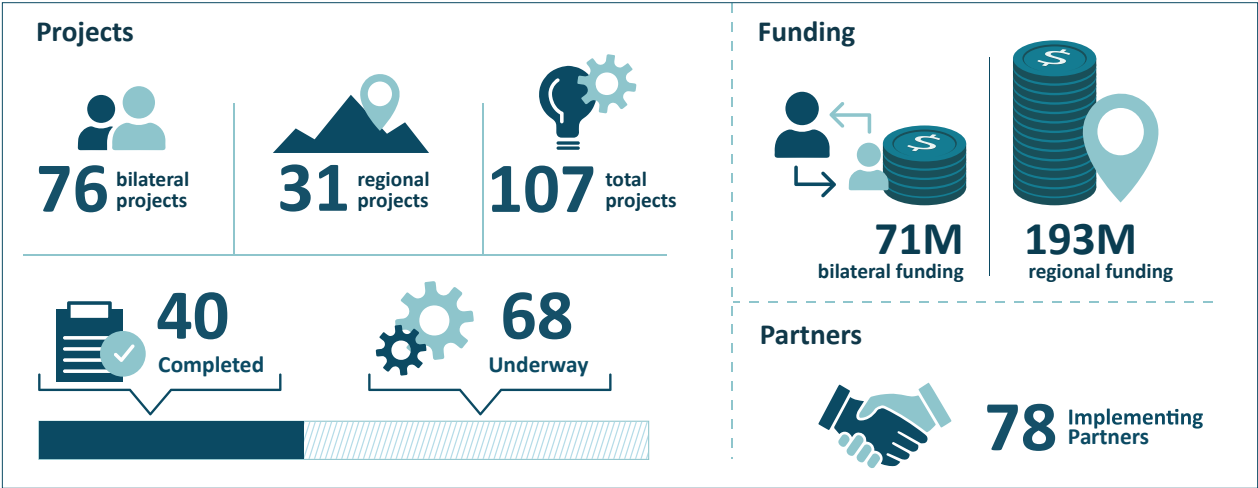 Projects
76 bilateral
projects
31 regional
projects
107 total
projects
40
Completed
68
Underway
Funding
$
$
71M
bilateral funding
193M
regional funding
Partners
78 Implementing
Partners